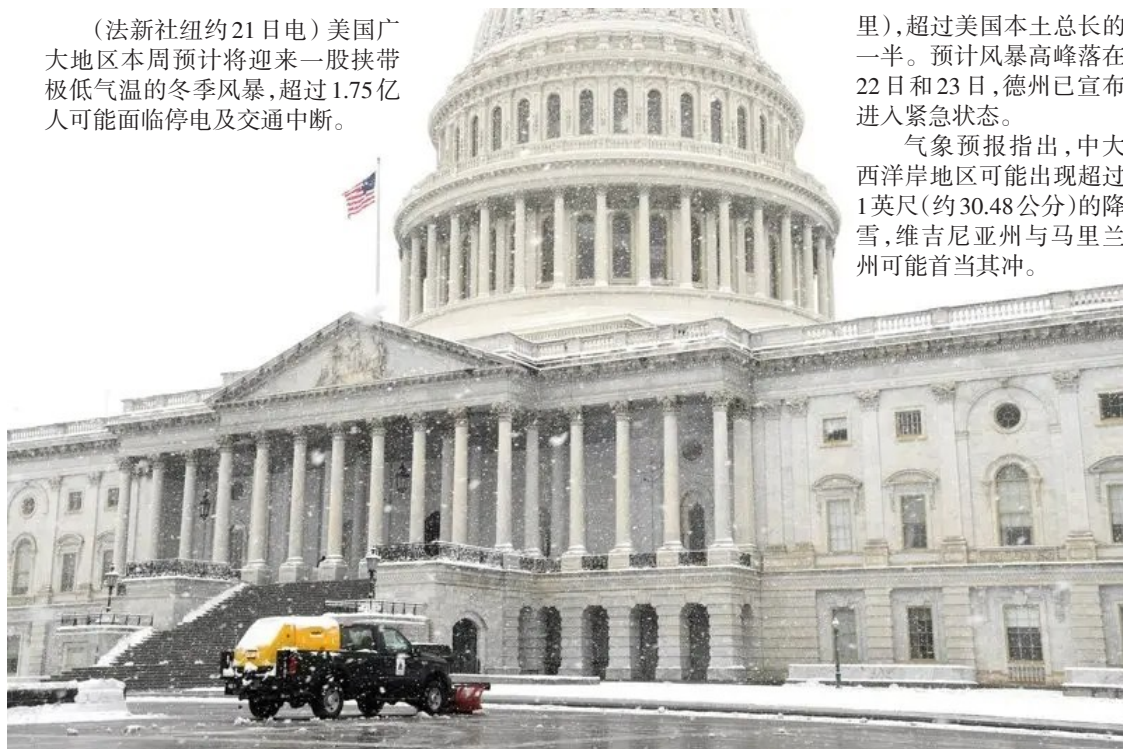 （法新社纽约21日电）美国广
大地区本周预计将迎来一股挟带
极低气温的冬季风暴，超过1.75亿
人可能面临停电及交通中断。
里），超过美国本土总长的
一半。预计风暴高峰落在
22日和23日，德州已宣布
进入紧急状态。
气象预报指出，中大
西洋岸地区可能出现超过
1英尺（约30.48公分）的降
雪，维吉尼亚州与马里兰
州可能首当其冲。